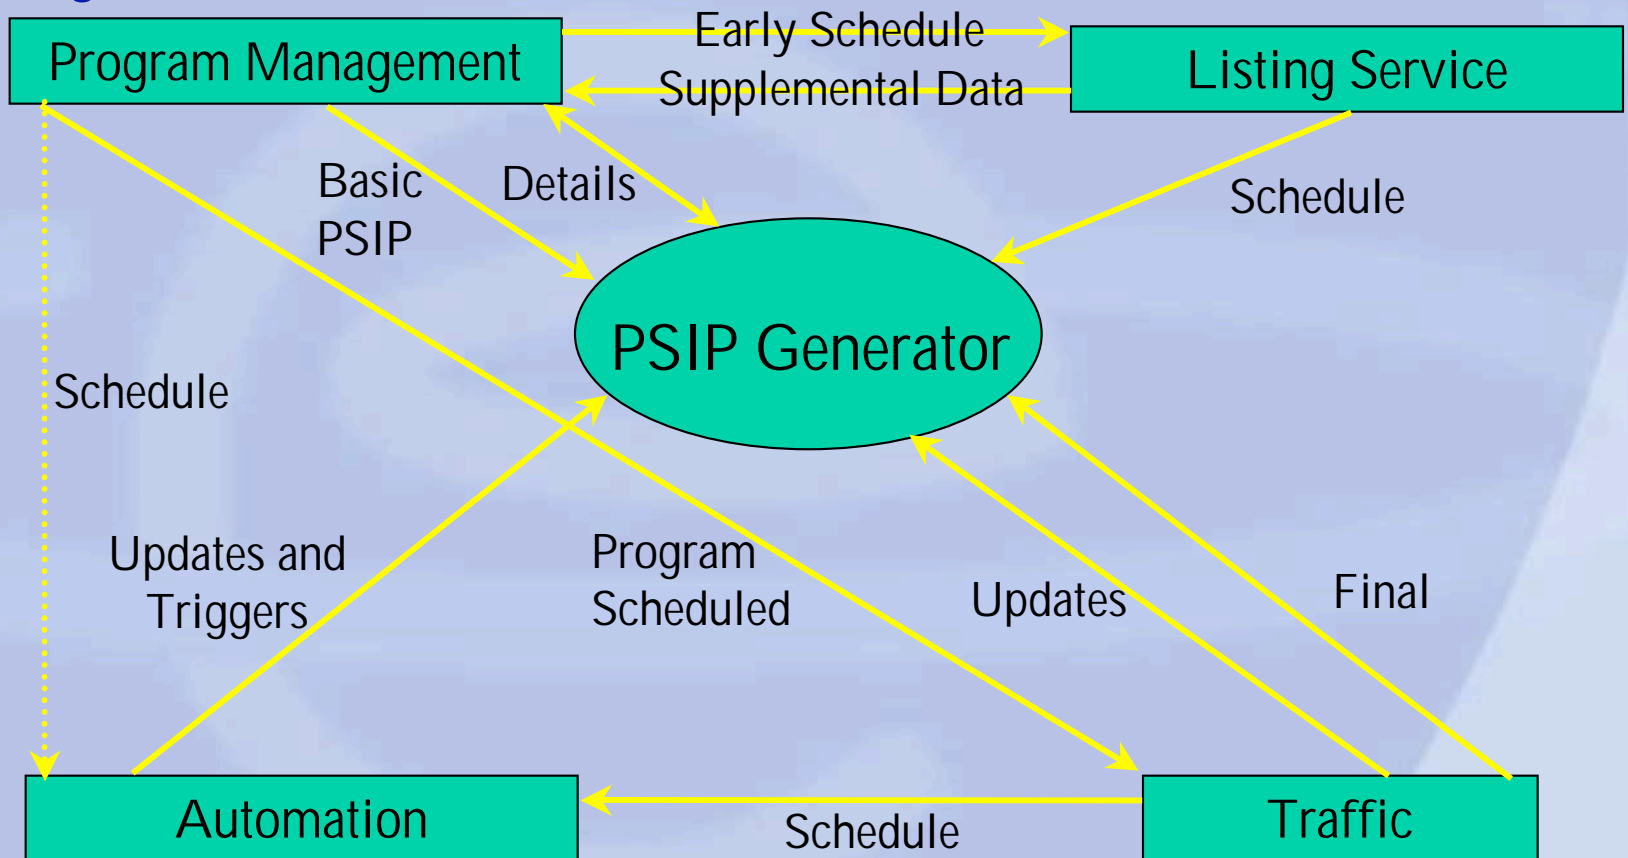 Early Schedule
Program Management
Listing Service
Supplemental Data
Basic
PSIP
Details
Schedule
PSIP Generator
Schedule
Updates and
Triggers
Program
Scheduled
Updates
Final
Automation
Schedule
Traffic